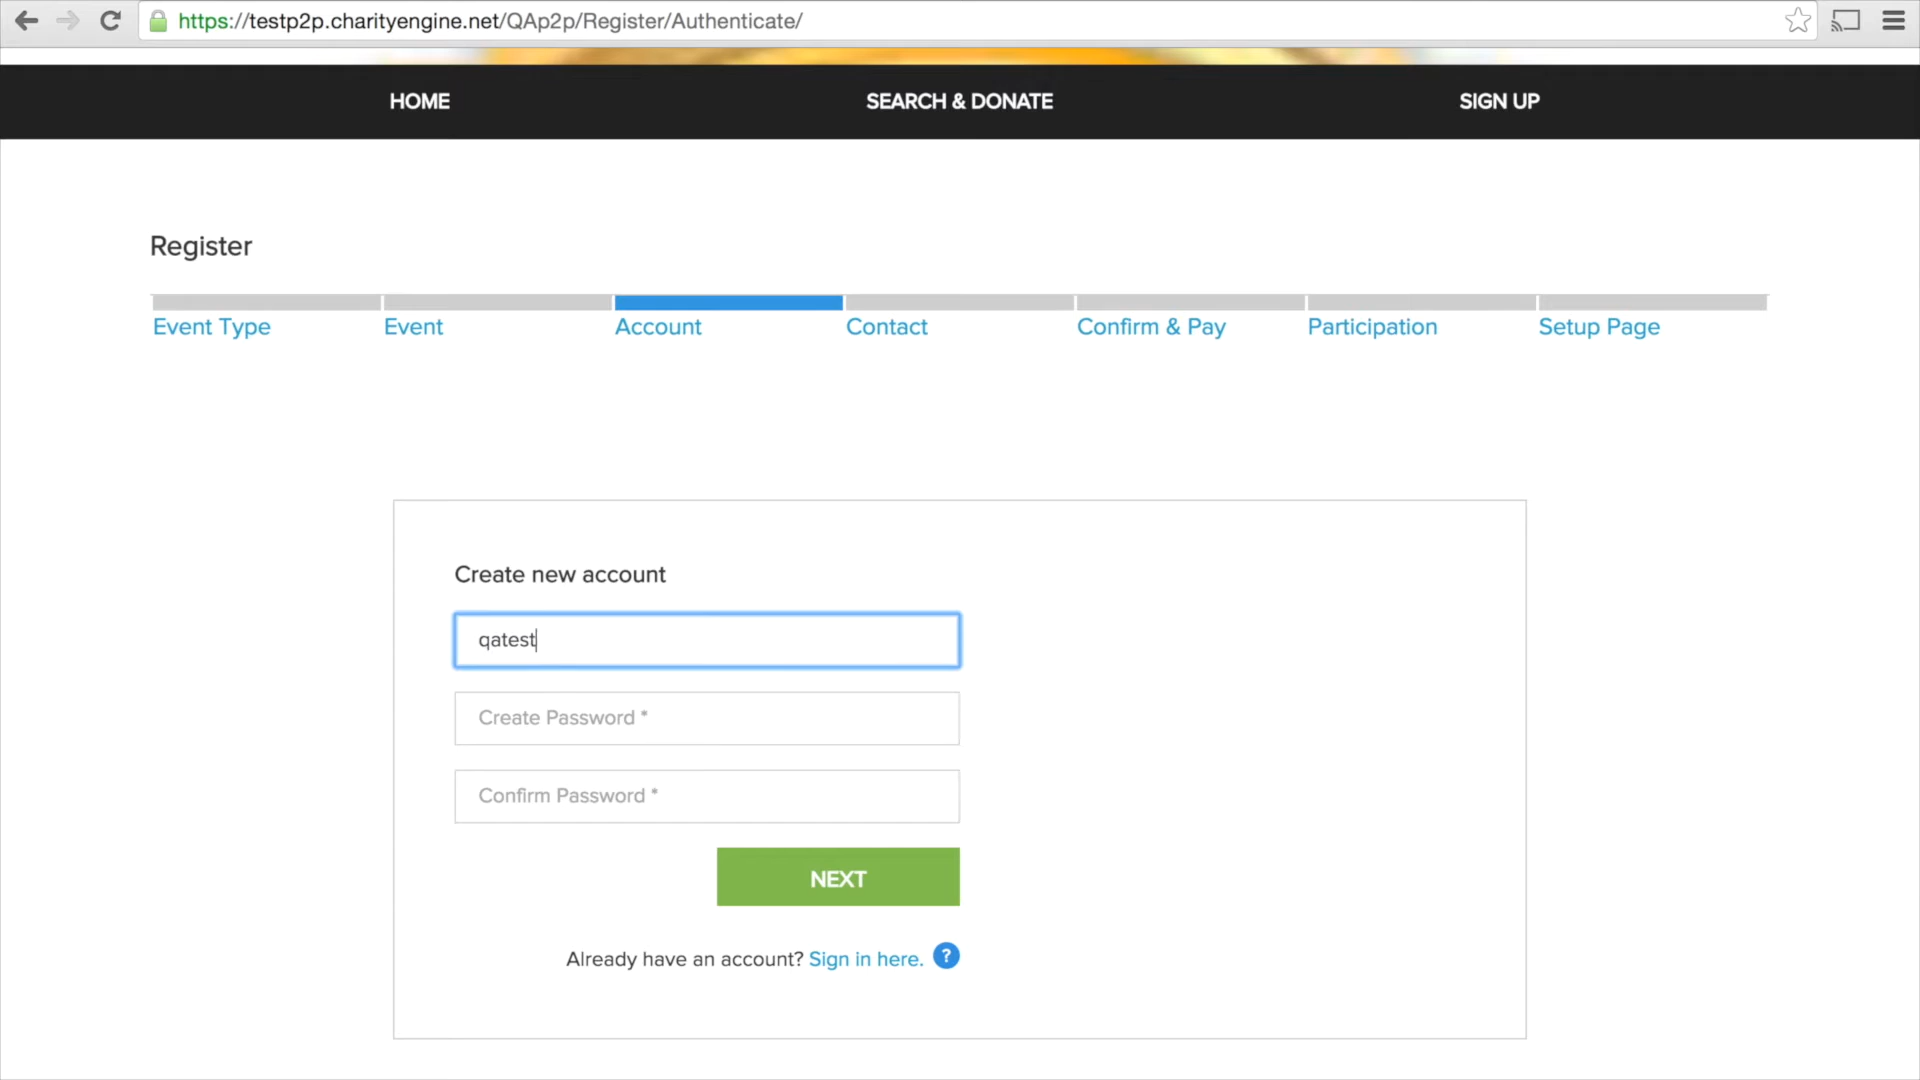 https://testp2p.charityengine.net/QAp2p/Register/Authenticate/
HOME SEARCH & DONATE SIGN UP
Register
Event Type Event Account Contact Confirm & Pay Participation Setup Page
Create new account
qatest
Create Password *
Confirm Password *
NEXT
Already have an account? Sign in here. ?